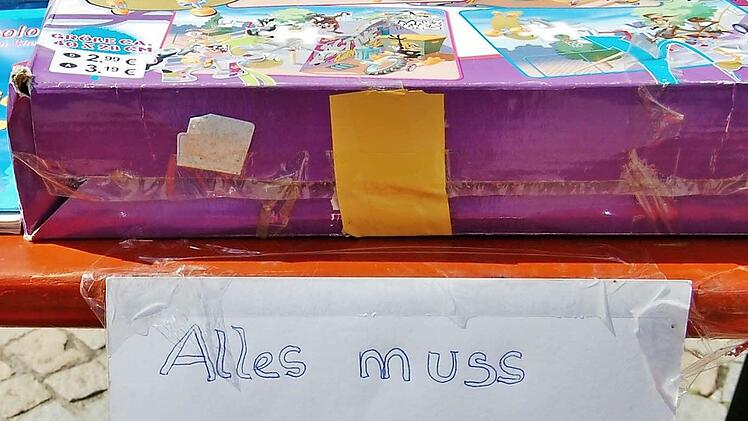 GRÖßE CA.
40 X 28 CM
2,99 €
3,19 €
Alles muss